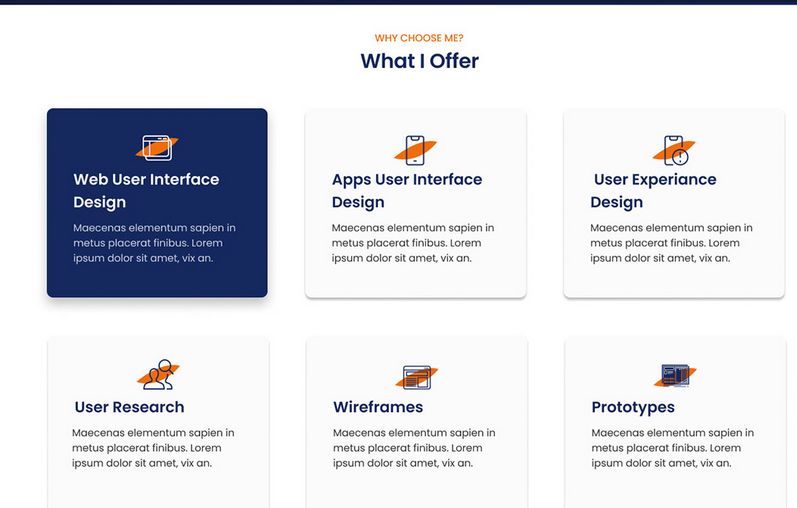 WHY CHOOSE ME?
What I Offer
Web User Interface
Design
Maecenas elementum sapien in
metus placerat finibus. Lorem
ipsum dolor sit amet, vix an.
Apps User Interface
Design
Maecenas elementum sapien in
metus placerat finibus. Lorem
ipsum dolor sit amet, vix an.
User Experiance
Design
Maecenas elementum sapien in
metus placerat finibus. Lorem
ipsum dolor sit amet, vix an.
User Research
Maecenas elementum sapien in
metus placerat finibus. Lorem
ipsum dolor sit amet, vix an.
Wireframes
Maecenas elementum sapien in
metus placerat finibus. Lorem
ipsum dolor sit amet, vix an.
Prototypes
Maecenas elementum sapien in
metus placerat finibus. Lorem
ipsum dolor sit amet, vix an.